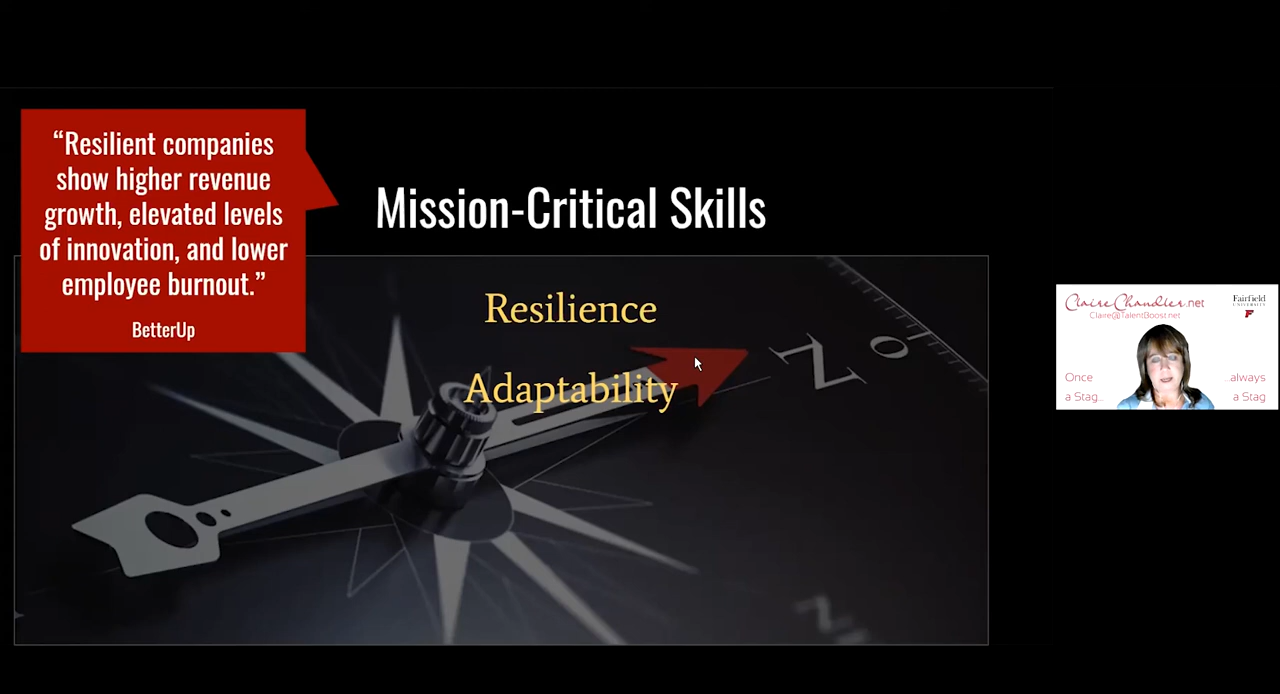 “Resilient companies
show higher revenue
growth, elevated levels
of innovation, and lower
employee burnout.”
BetterUp
Mission-Critical Skills
Resilience
Adaptability
N
0
ClaireChandler.net
Claire@TalentBoost.net
Fairfield
UNIVERSITY
F
Once
a Stag...
...always
a Stag